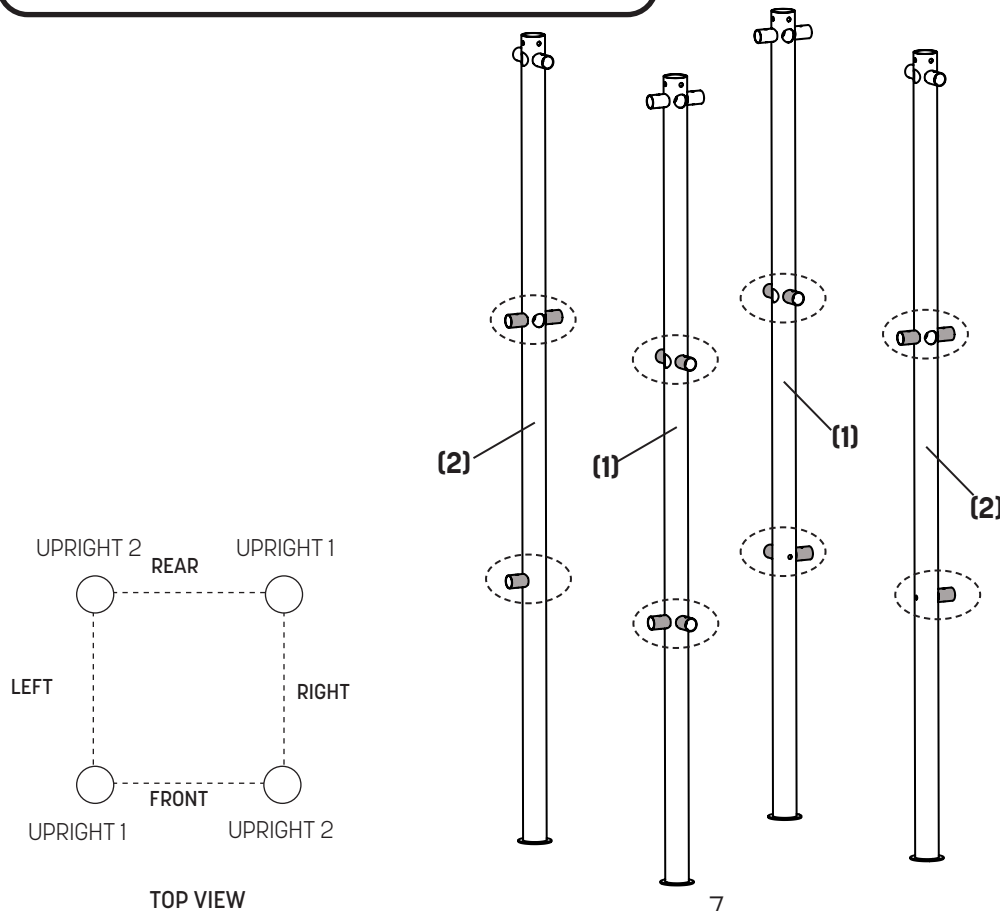 (2)
(1)
(1)
(2)
UPRIGHT 2
UPRIGHT 1
REAR
LEFT
RIGHT
FRONT
UPRIGHT 1
UPRIGHT 2
TOP VIEW
7